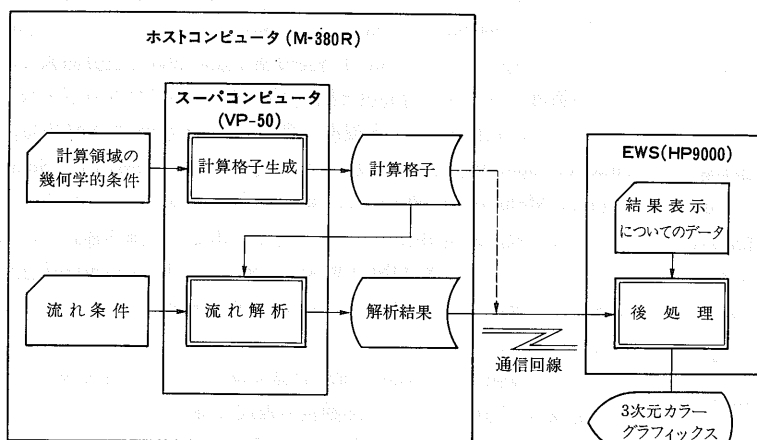 ホストコンピュータ(M-380R)
スーパコンピュータ
(VP-50)
計算領域の
幾何学的条件
計算格子生成
計算格子
流れ条件
流れ解析
解析結果
通信回線
EWS(HP9000)
結果表示
についてのデータ
後処理
3次元カラー
グラフィックス